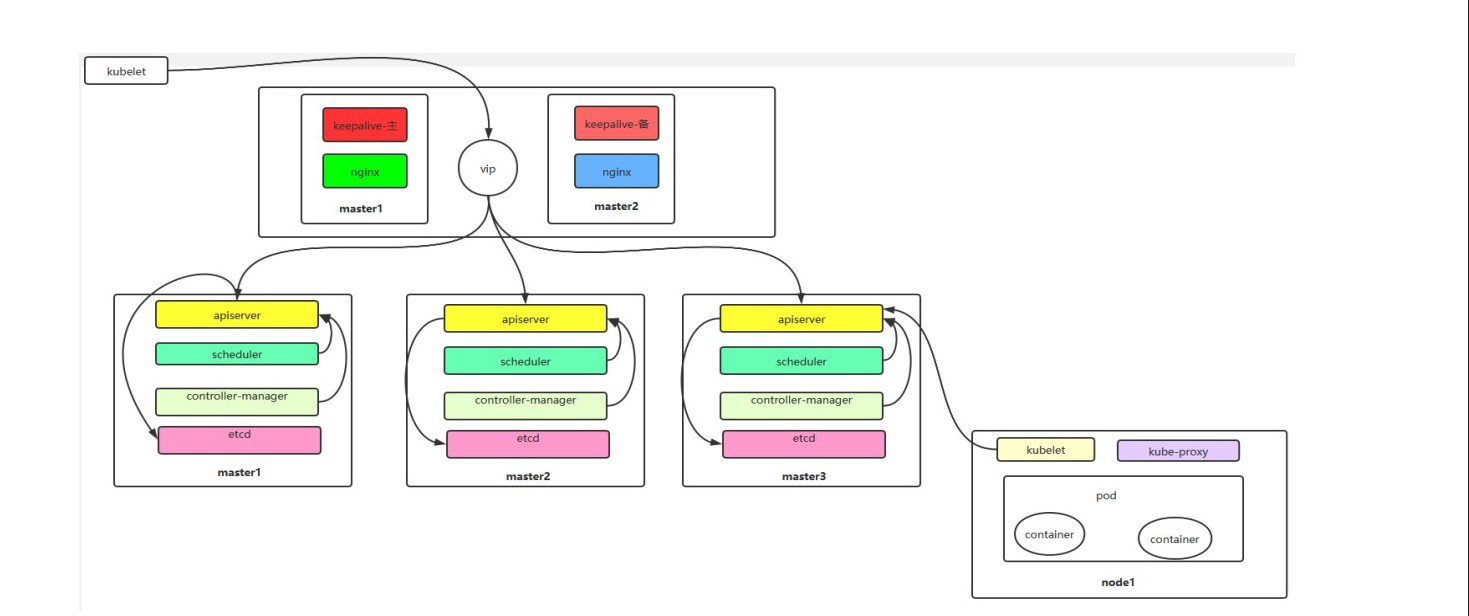 kubelet
keepalive-主
nginx
master1
vip
keepalive-备
nginx
master2
apiserver
scheduler
controller-manager
etcd
master1
apiserver
scheduler
controller-manager
etcd
master2
apiserver
scheduler
controller-manager
etcd
master3
kubelet
kube-proxy
pod
container
container
node1